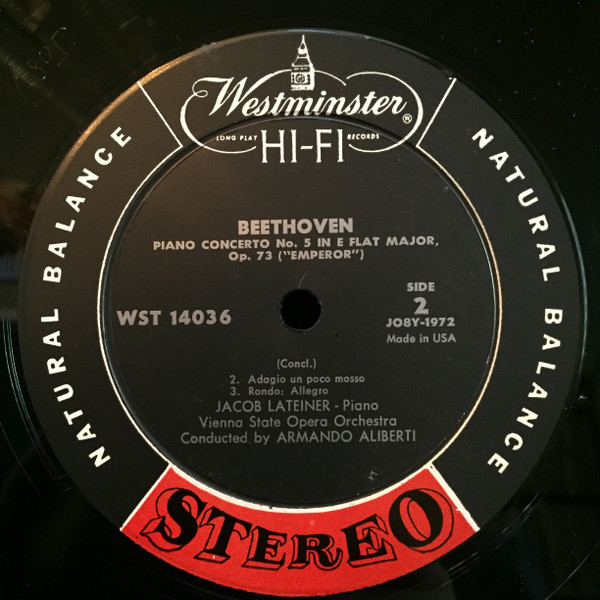 Westminster®
LONG PLAY RECORDS
HI-FI
NATURAL BALANCE
NATURAL BALANCE
BEETHOVEN
PIANO CONCERTO No. 5 IN E FLAT MAJOR,
Op. 73 ("EMPEROR")
WST 14036
SIDE
2
JO8Y-1972
Made in USA
(Concl.)
2. Adagio un poco mosso
3. Rondo; Allegro
JACOB LATEINER - Piano
Vienna State Opera Orchestra
Conducted by ARMANDO ALIBERTI
STEREO